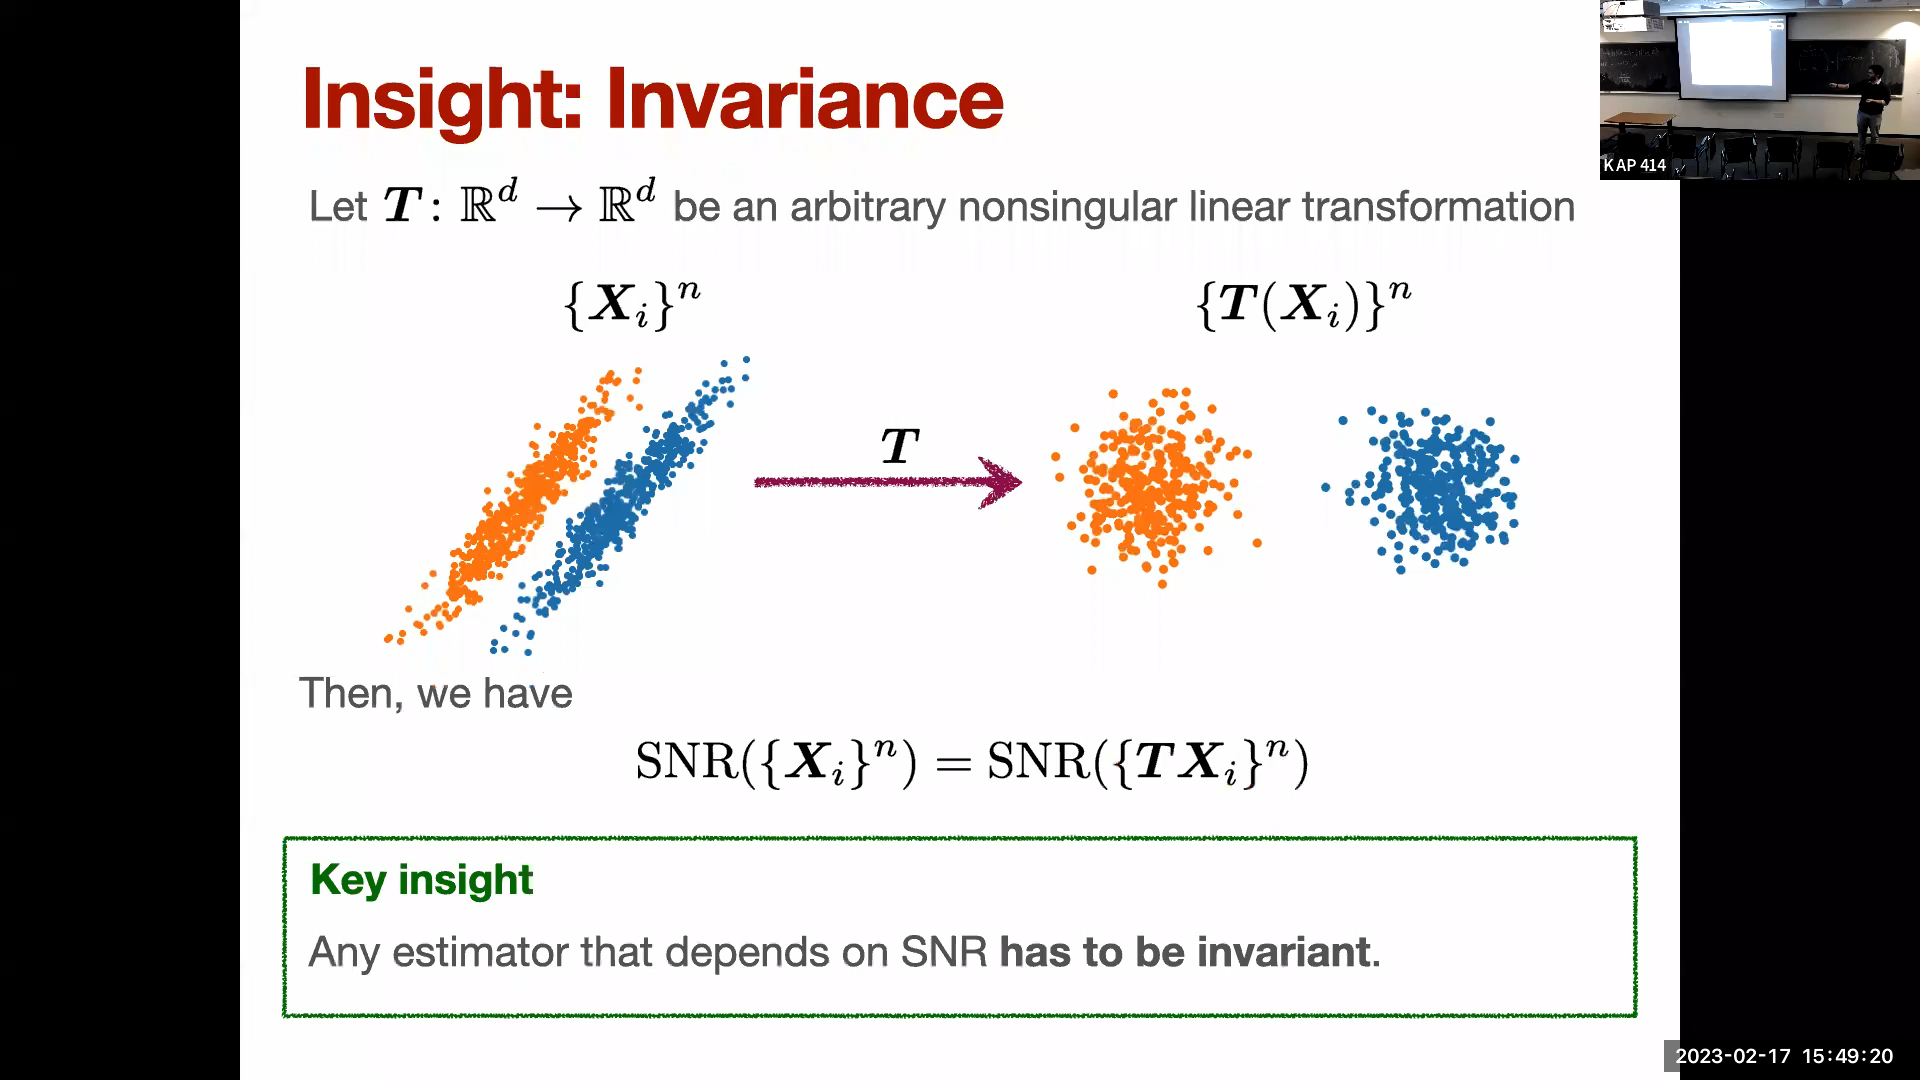 Insight: Invariance
KAP 414
Let T: ℝ^d → ℝ^d be an arbitrary nonsingular linear transformation
{X_i}^n
{T(X_i)}^n
T
Then, we have
SNR({X_i}^n) = SNR({TX_i}^n)
Key insight
Any estimator that depends on SNR has to be invariant.
2023-02-17 15:49:20